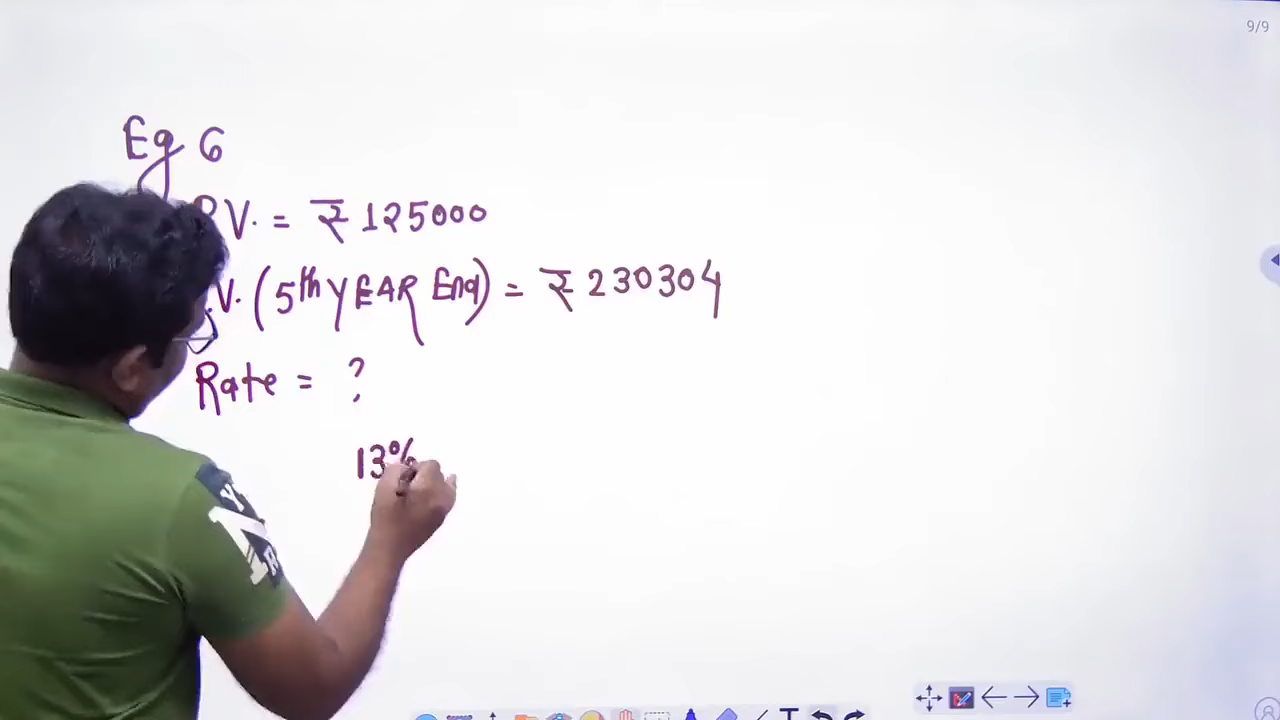 9/9
Eg 6
P.V. = ₹ 125000
.V. (5th YEAR End) = ₹ 230304
Rate = ?
13%